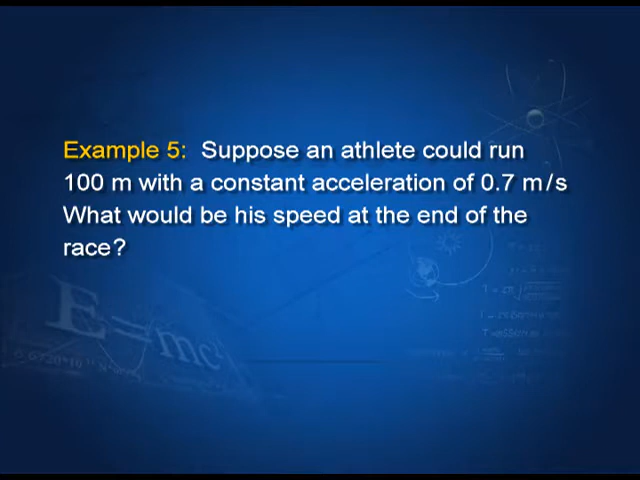 Example 5: Suppose an athlete could run
100 m with a constant acceleration of 0.7 m/s
What would be his speed at the end of the
race?
E=mc²